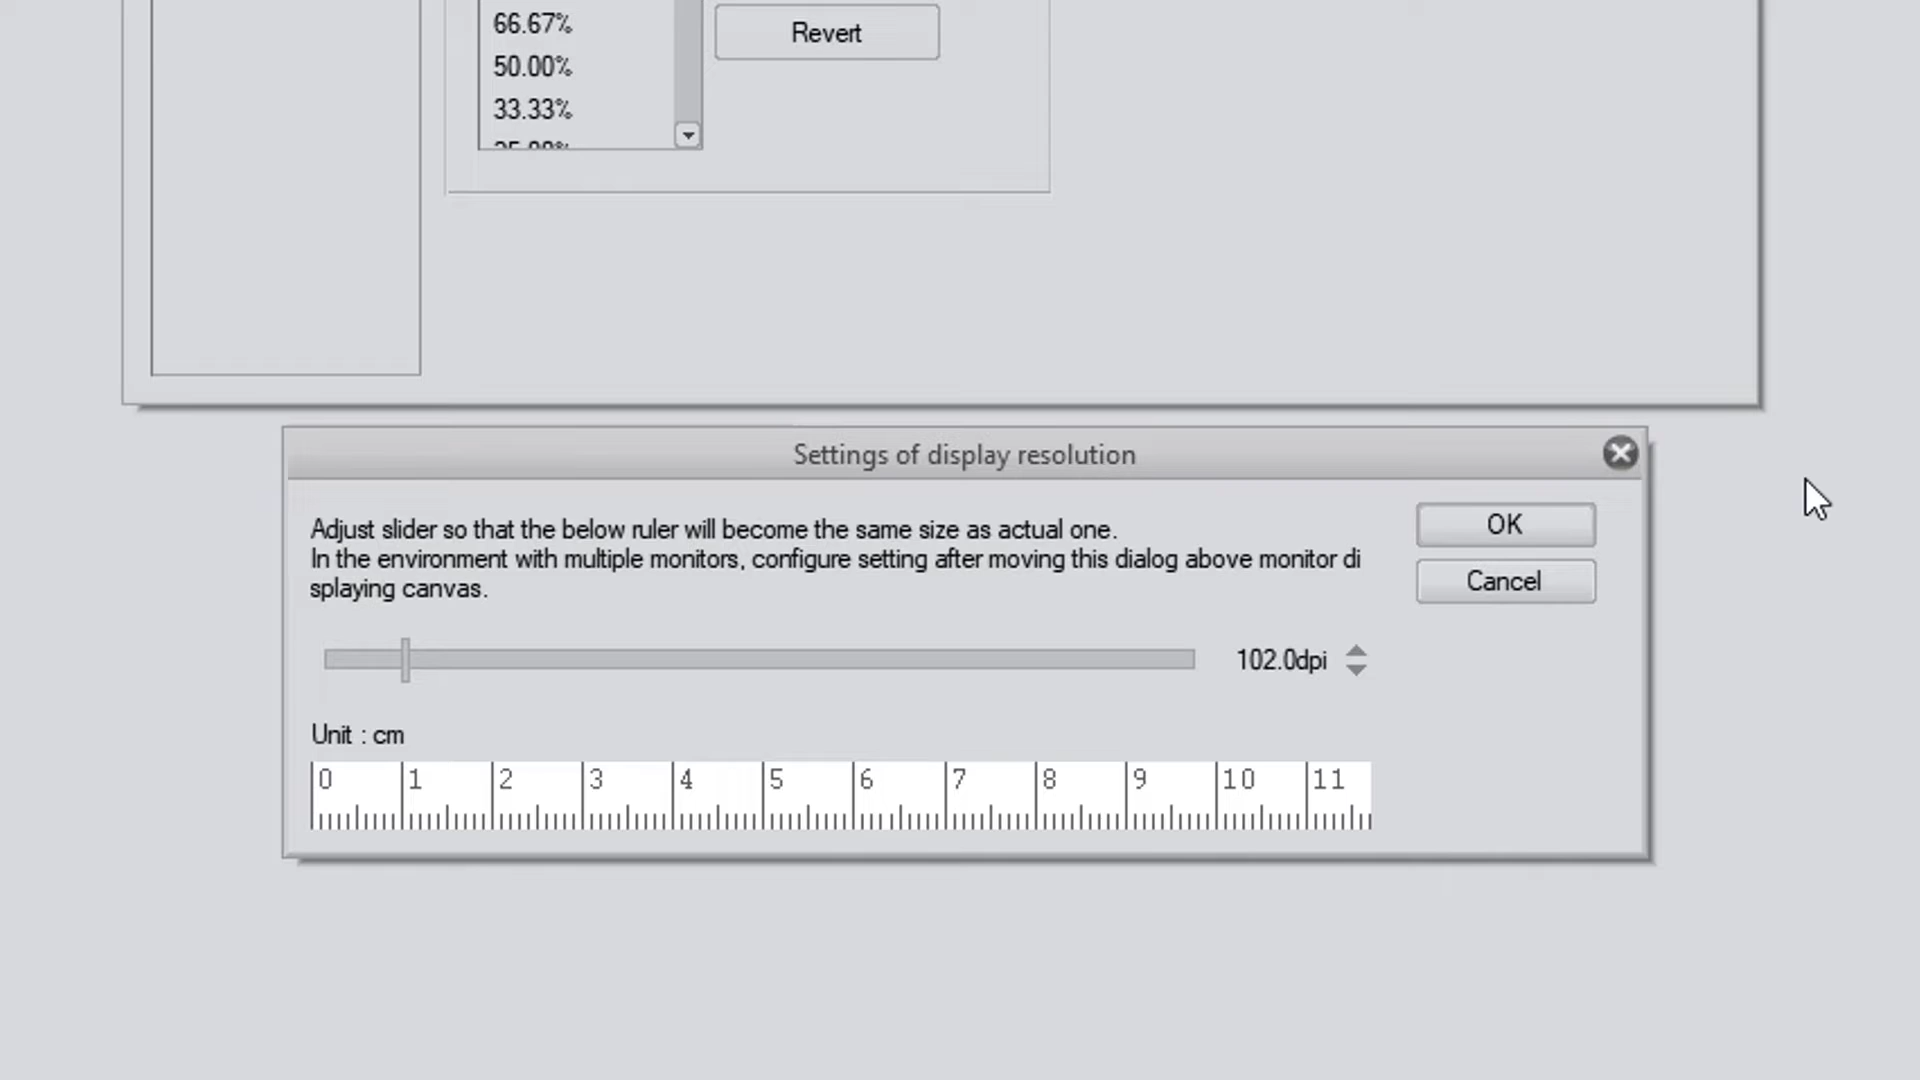 66.67%
Revert
50.00%
33.33%
Settings of display resolution
Adjust slider so that the below ruler will become the same size as actual one.
In the environment with multiple monitors, configure setting after moving this dialog above monitor di
splaying canvas.
OK
Cancel
102.0dpi
Unit : cm
0 1 2 3 4 5 6 7 8 9 10 11